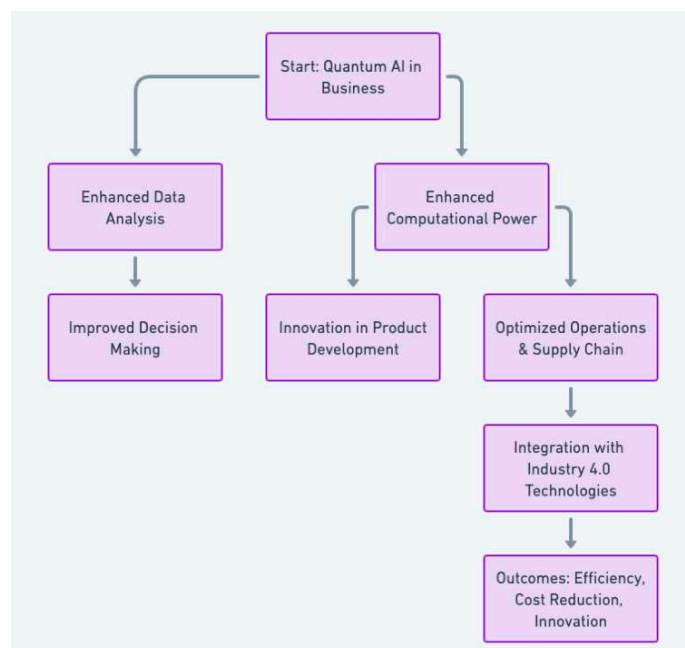 Start: Quantum AI in
Business
Enhanced Data
Analysis
Enhanced
Computational Power
Improved Decision
Making
Innovation in Product
Development
Optimized Operations
& Supply Chain
Integration with
Industry 4.0
Technologies
Outcomes: Efficiency,
Cost Reduction,
Innovation